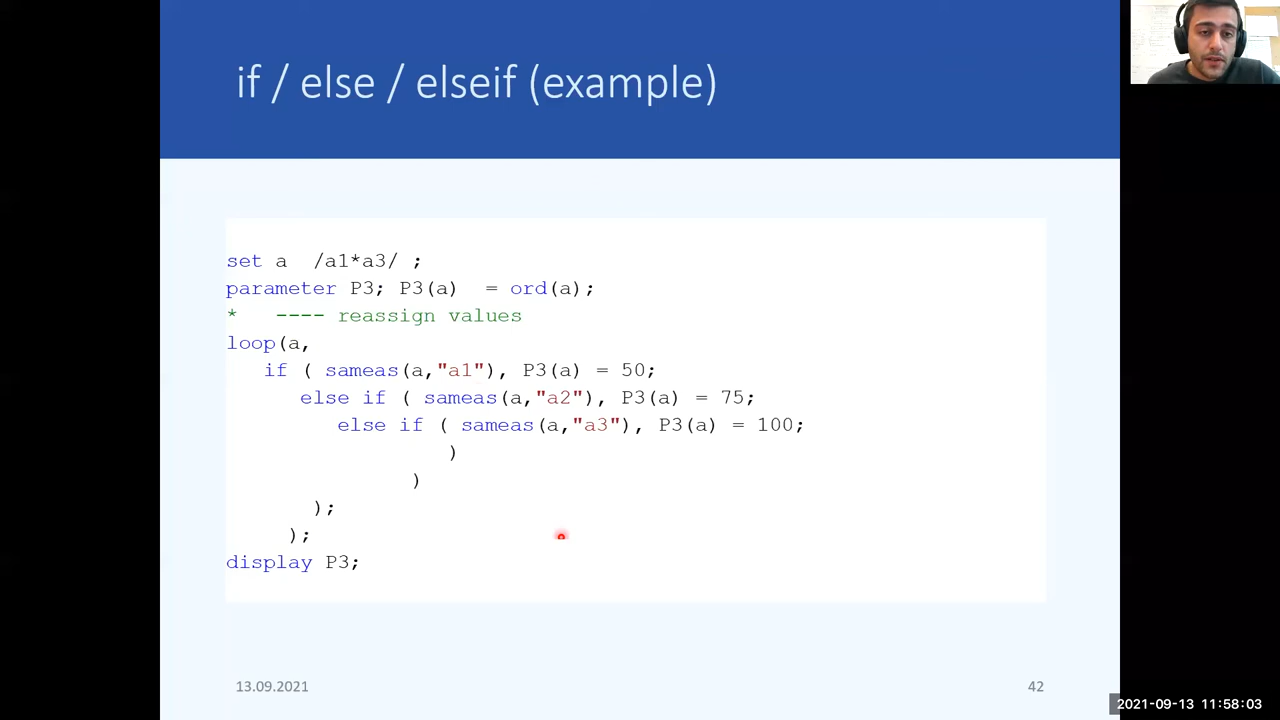 if / else / elseif (example)
set a  /a1*a3/ ;
parameter P3; P3(a)  = ord(a);
*   ---- reassign values
loop(a,
   if ( sameas(a,"a1"), P3(a) = 50;
      else if ( sameas(a,"a2"), P3(a) = 75;
         else if ( sameas(a,"a3"), P3(a) = 100;
                  )
               )
       );
     );
display P3;
13.09.2021
42
2021-09-13 11:58:03